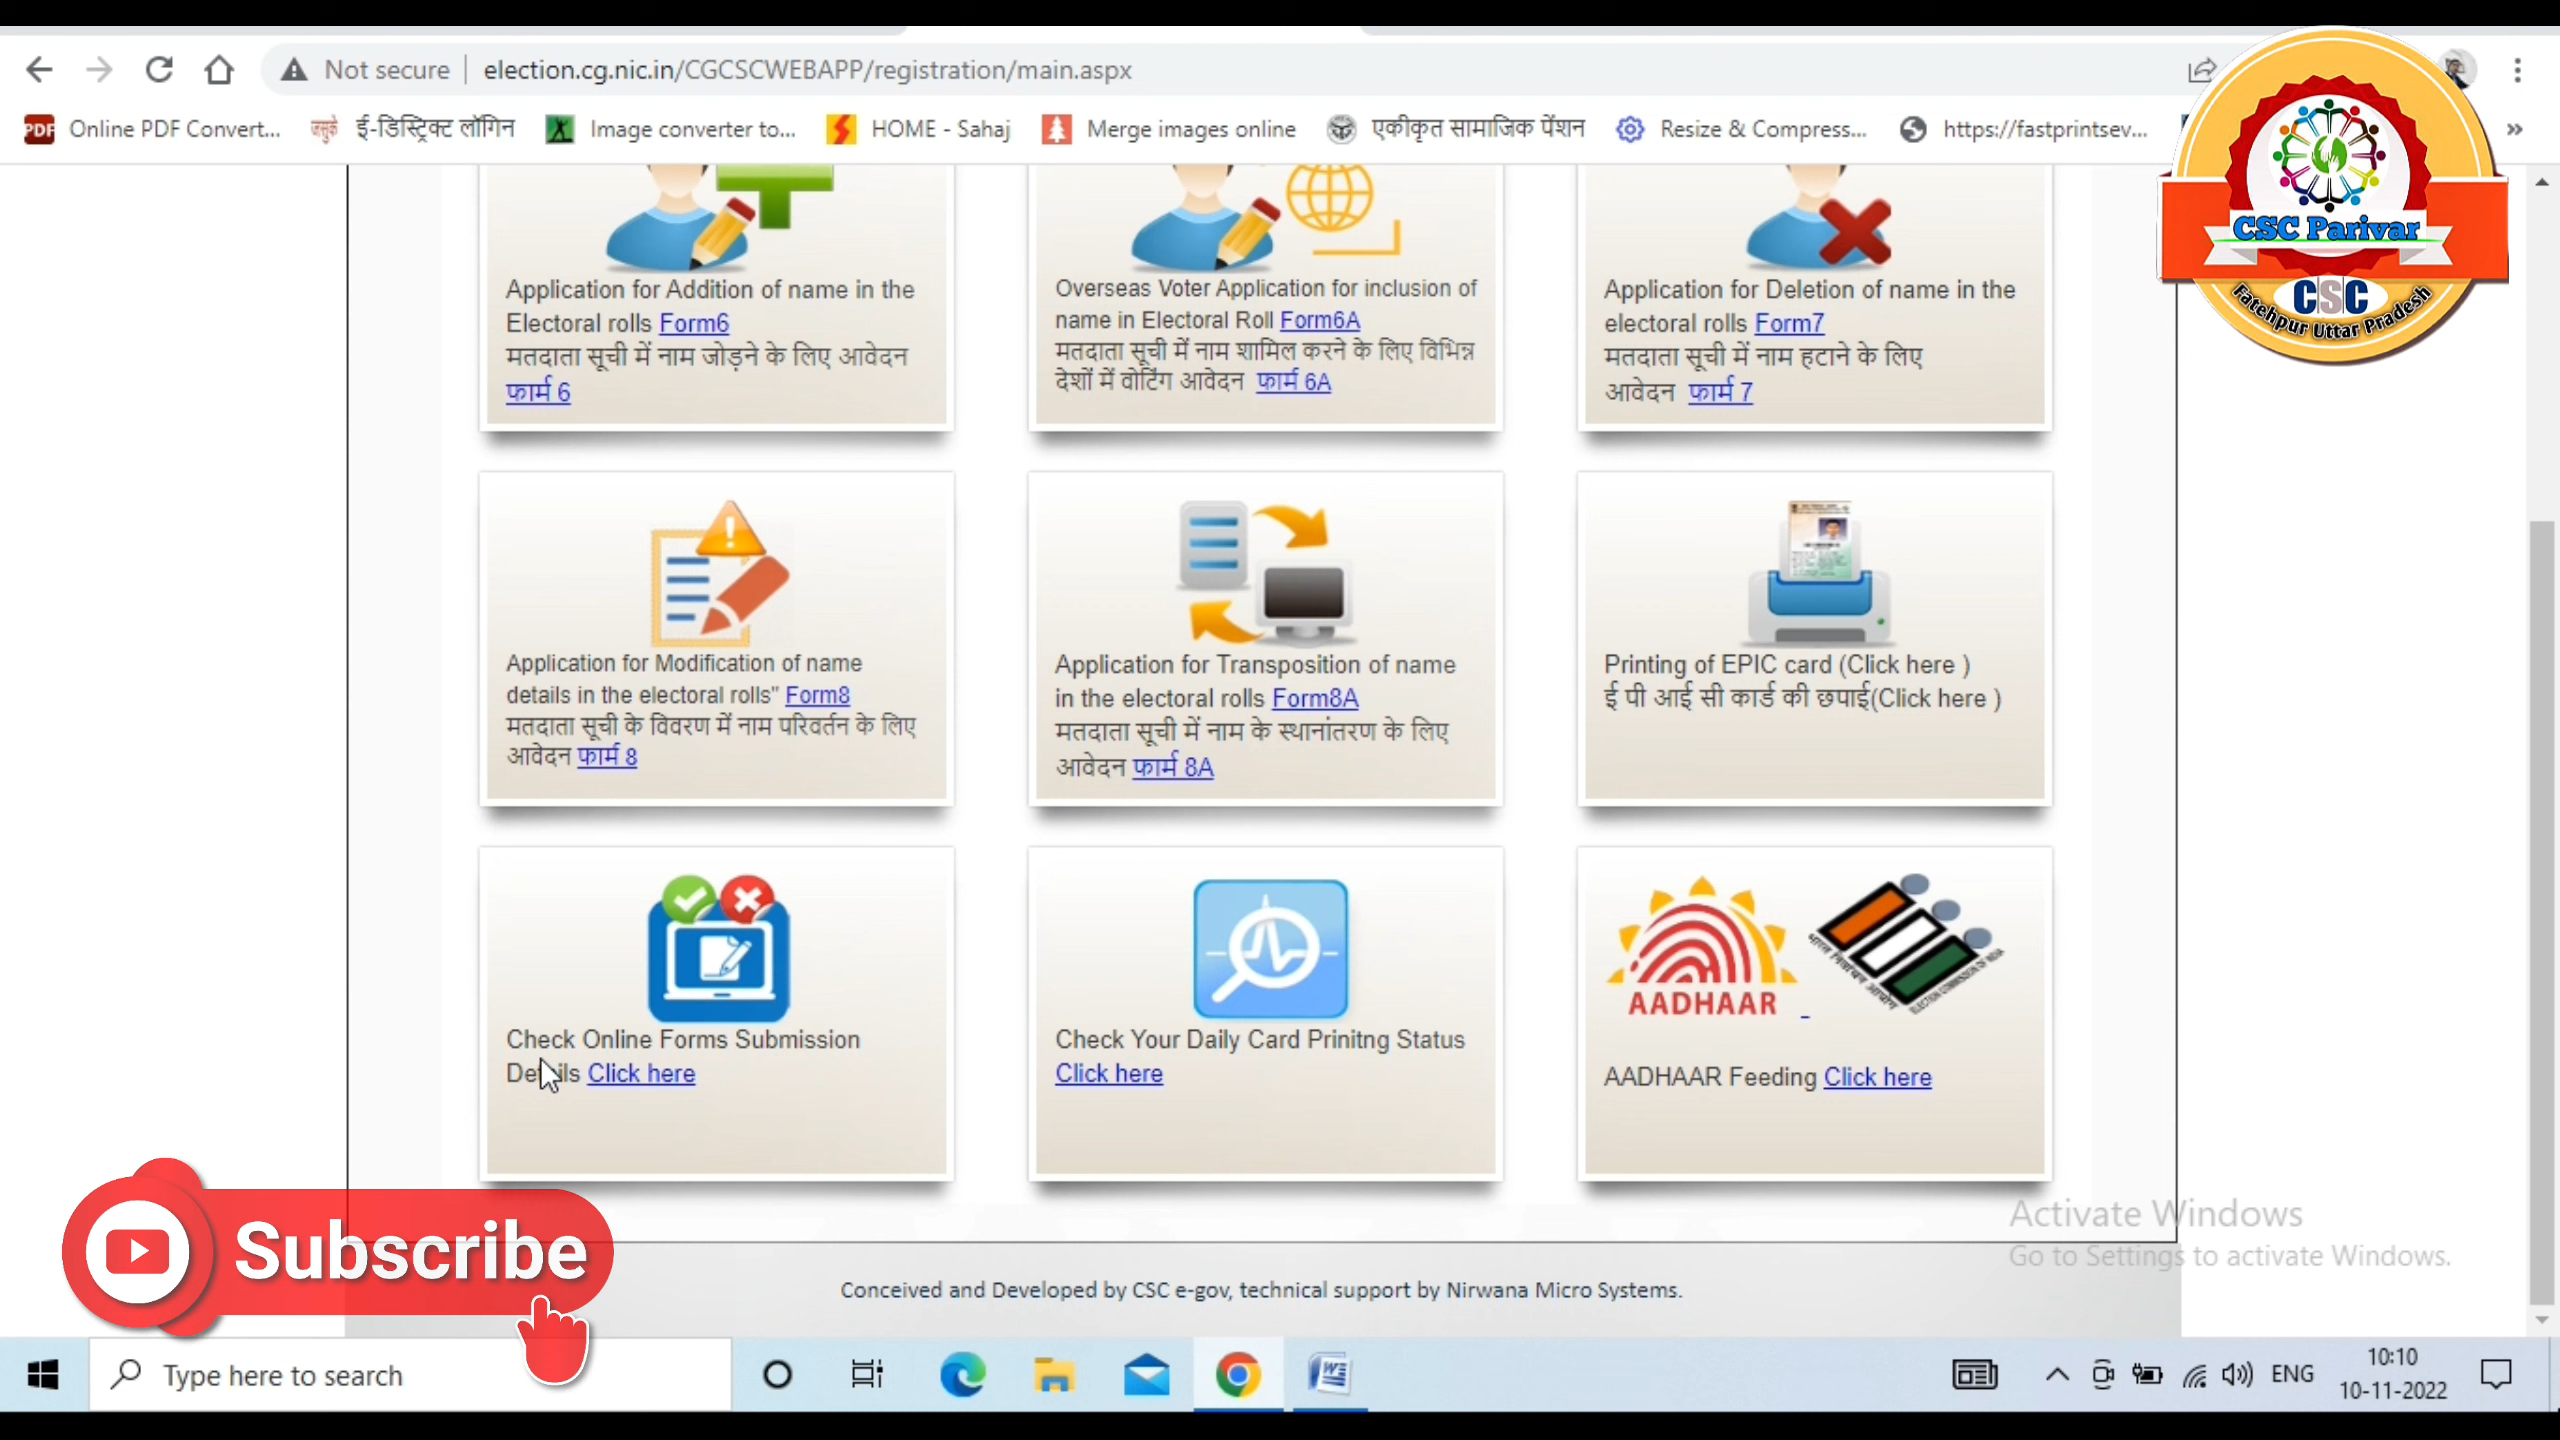 Not secure election.cg.nic.in/CGCSCWEBAPP/registration/main.aspx
PDF Online PDF Convert... ई-डिस्ट्रिक्ट लॉगिन Image converter to... HOME - Sahaj Merge images online एकीकृत सामाजिक पेंशन Resize & Compress... https://fastprintsev... »
CSC Parivar
CSC
Fatehpur Uttar Pradesh
Application for Addition of name in the
Electoral rolls Form6
मतदाता सूची में नाम जोड़ने के लिए आवेदन
फार्म 6
Overseas Voter Application for inclusion of
name in Electoral Roll Form6A
मतदाता सूची में नाम शामिल करने के लिए विभिन्न
देशों में वोटिंग आवेदन फार्म 6A
Application for Deletion of name in the
electoral rolls Form7
मतदाता सूची में नाम हटाने के लिए
आवेदन फार्म 7
Application for Modification of name
details in the electoral rolls" Form8
मतदाता सूची के विवरण में नाम परिवर्तन के लिए
आवेदन फार्म 8
Application for Transposition of name
in the electoral rolls Form8A
मतदाता सूची में नाम के स्थानांतरण के लिए
आवेदन फार्म 8A
Printing of EPIC card (Click here )
ई पी आई सी कार्ड की छपाई(Click here )
Check Online Forms Submission
Details Click here
Check Your Daily Card Prinitng Status
Click here
AADHAAR
ELECTION COMMISSION OF INDIA
AADHAAR Feeding Click here
Subscribe
Activate Windows
Go to Settings to activate Windows.
Conceived and Developed by CSC e-gov, technical support by Nirwana Micro Systems.
Type here to search
ENG
10:10
10-11-2022